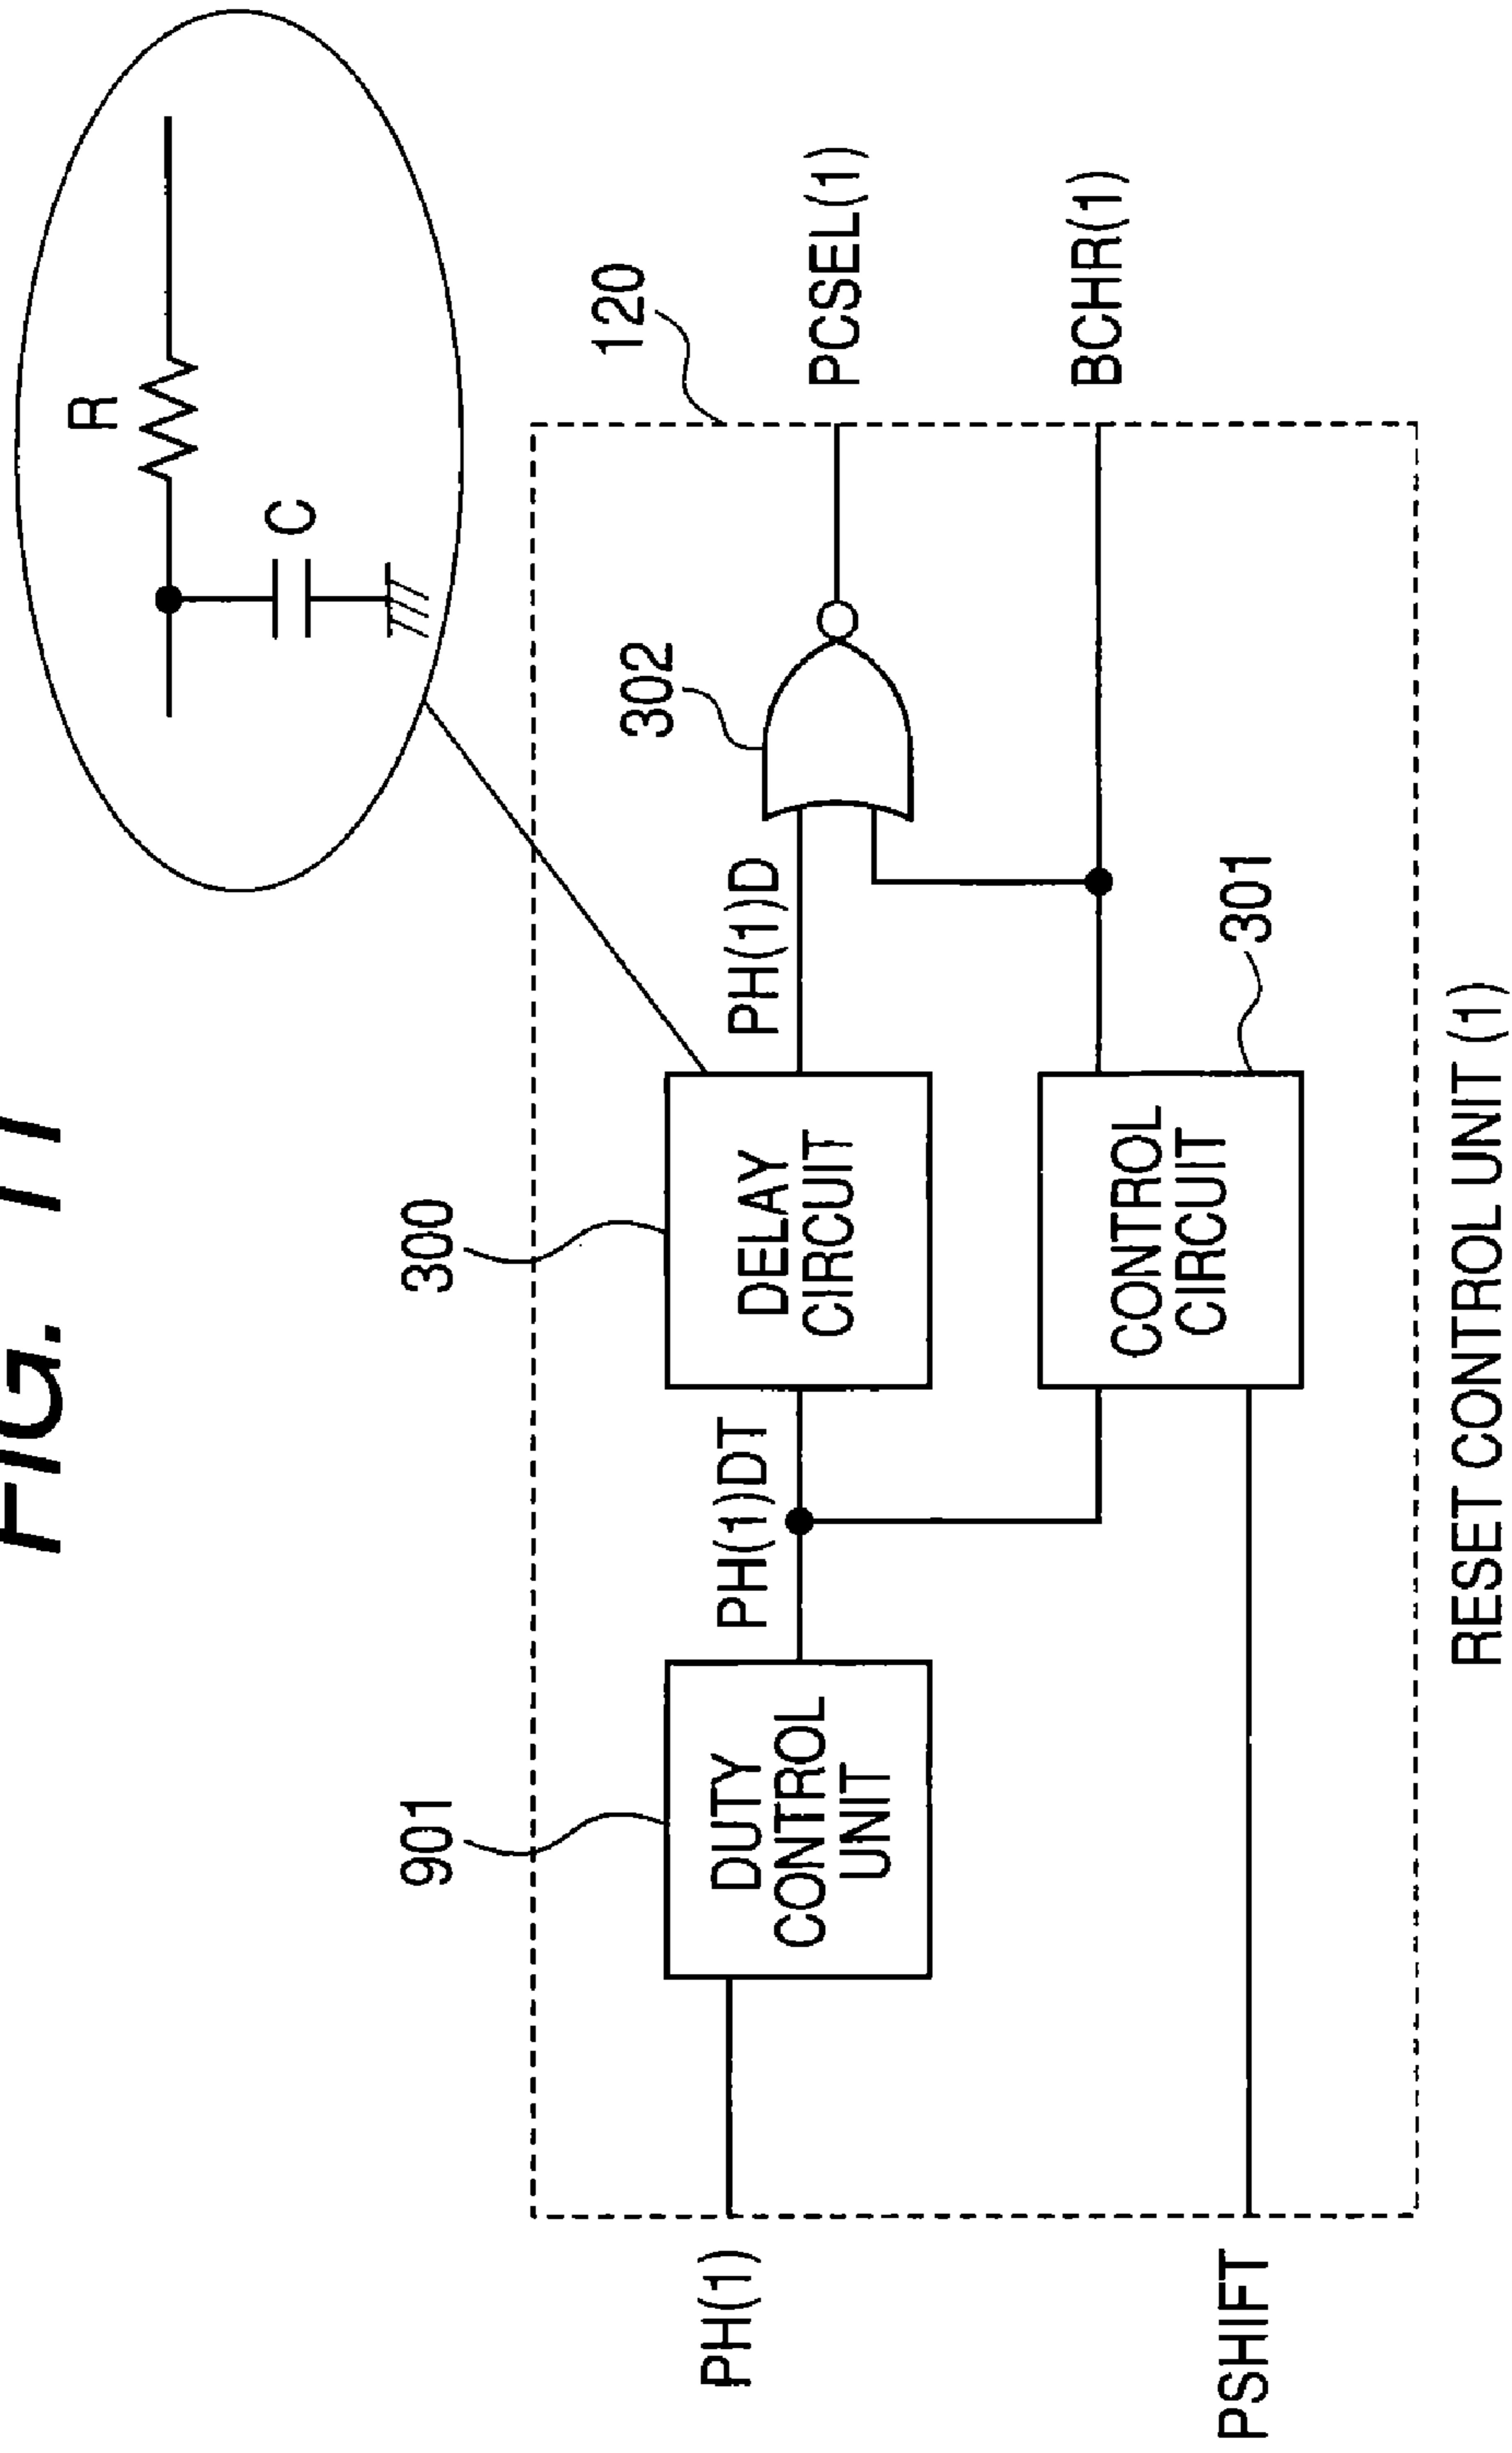 FIG. 11
R
C
120
302
300
901
PCSEL(1)
PH(1)D
PH(1)DT
PH(1)
DUTY
CONTROL
UNIT
DELAY
CIRCUIT
BCHR(1)
CONTROL
CIRCUIT
301
PSHIFT
RESET CONTROL UNIT (1)